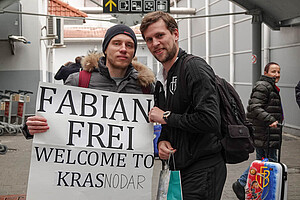 FABIAN
FREI
WELCOME TO
KRASNODAR